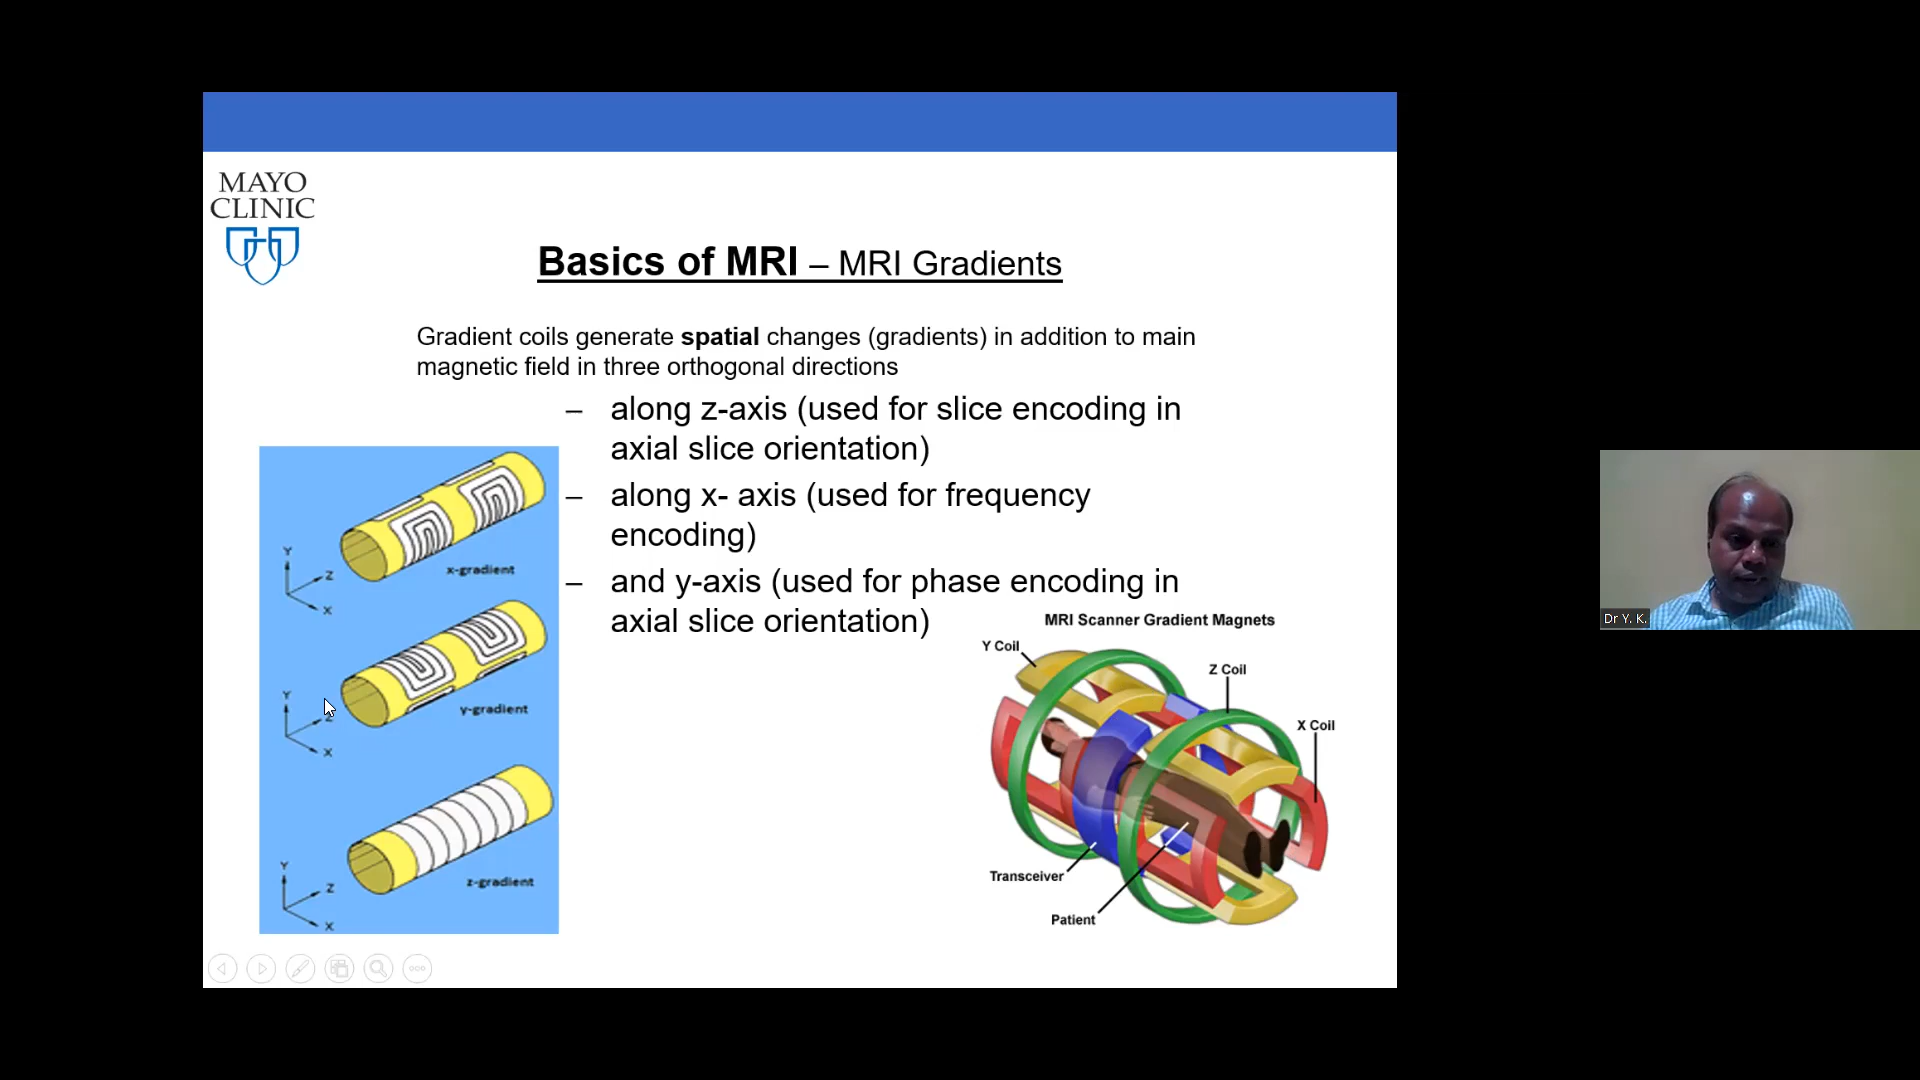 MAYO
CLINIC
Basics of MRI – MRI Gradients
Gradient coils generate spatial changes (gradients) in addition to main
magnetic field in three orthogonal directions
– along z-axis (used for slice encoding in
axial slice orientation)
– along x- axis (used for frequency
encoding)
– and y-axis (used for phase encoding in
axial slice orientation)
Y
Z
X
x-gradient
Y
Z
X
y-gradient
Y
Z
X
z-gradient
MRI Scanner Gradient Magnets
Y Coil
Z Coil
X Coil
Transceiver
Patient
Dr Y. K.